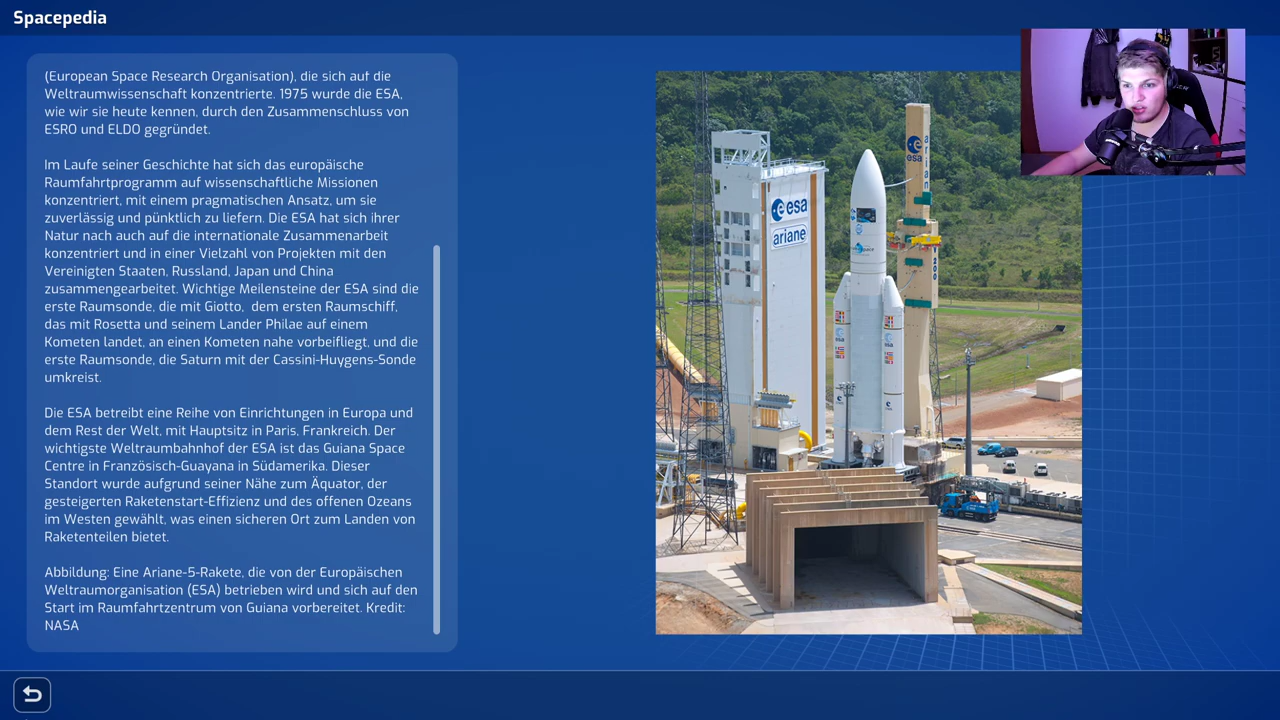 Spacepedia
(European Space Research Organisation), die sich auf die
Weltraumwissenschaft konzentrierte. 1975 wurde die ESA,
wie wir sie heute kennen, durch den Zusammenschluss von
ESRO und ELDO gegründet.
Im Laufe seiner Geschichte hat sich das europäische
Raumfahrtprogramm auf wissenschaftliche Missionen
konzentriert, mit einem pragmatischen Ansatz, um sie
zuverlässig und pünktlich zu liefern. Die ESA hat sich ihrer
Natur nach auch auf die internationale Zusammenarbeit
konzentriert und in einer Vielzahl von Projekten mit den
Vereinigten Staaten, Russland, Japan und China
zusammengearbeitet. Wichtige Meilensteine der ESA sind die
erste Raumsonde, die mit Giotto, dem ersten Raumschiff,
das mit Rosetta und seinem Lander Philae auf einem
Kometen landet, an einen Kometen nahe vorbeifliegt, und die
erste Raumsonde, die Saturn mit der Cassini-Huygens-Sonde
umkreist.
Die ESA betreibt eine Reihe von Einrichtungen in Europa und
dem Rest der Welt, mit Hauptsitz in Paris, Frankreich. Der
wichtigste Weltraumbahnhof der ESA ist das Guiana Space
Centre in Französisch-Guayana in Südamerika. Dieser
Standort wurde aufgrund seiner Nähe zum Äquator, der
gesteigerten Raketenstart-Effizienz und des offenen Ozeans
im Westen gewählt, was einen sicheren Ort zum Landen von
Raketenteilen bietet.
Abbildung: Eine Ariane-5-Rakete, die von der Europäischen
Weltraumorganisation (ESA) betrieben wird und sich auf den
Start im Raumfahrtzentrum von Guiana vorbereitet. Kredit:
NASA
esa
ariane
esa
arian